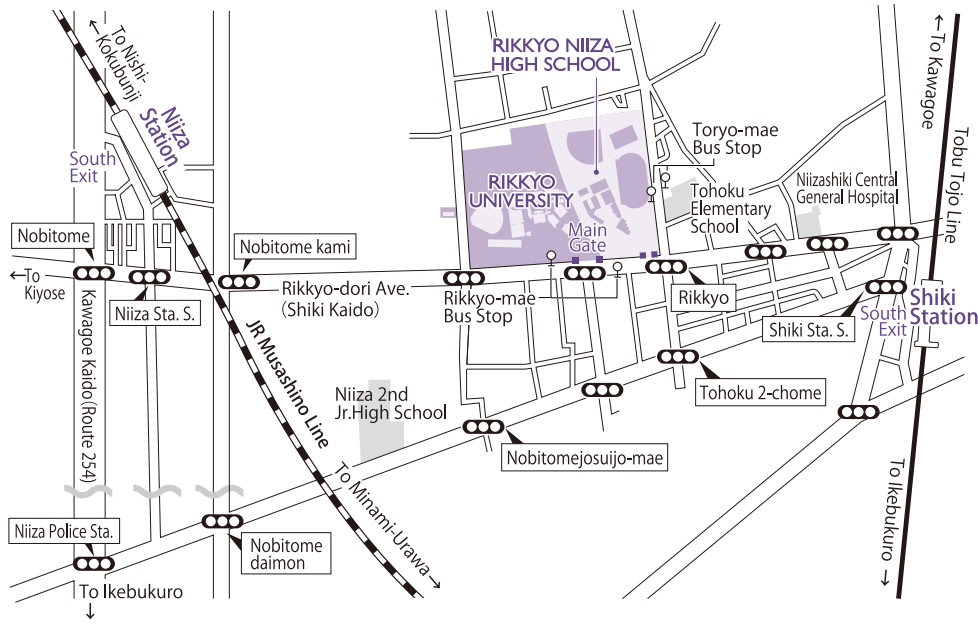 ←To Nishi-
Kokubunji
Niiza
Station
South
Exit
RIKKYO NIIZA
HIGH SCHOOL
←To Kawagoe
Tobu Tojo Line
Toryo-mae
Bus Stop
RIKKYO
UNIVERSITY
Tohoku
Elementary
School
Niizashiki Central
General Hospital
Main
Gate
Nobitome
Nobitome kami
←To
Kiyose
Niiza Sta. S.
Rikkyo-dori Ave.
(Shiki Kaido)
Rikkyo-mae
Bus Stop
Rikkyo
Shiki Sta. S.
South
Exit
Shiki
Station
Kawagoe Kaido (Route 254)
JR Musashino Line
Niiza 2nd
Jr.High School
Tohoku 2-chome
Nobitomejosuijo-mae
To Minami-Urawa→
To Ikebukuro→
Niiza Police Sta.
Nobitome
daimon
To Ikebukuro
↓